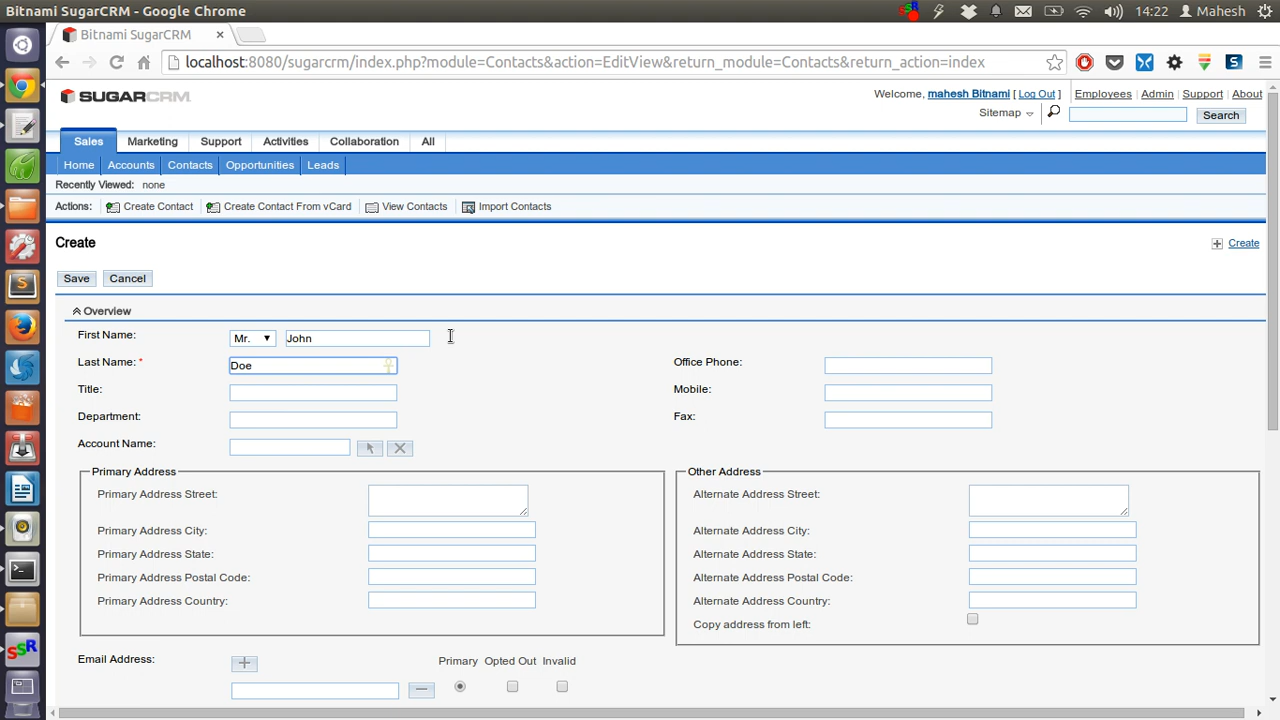 Bitnami SugarCRM - Google Chrome 14:22 Mahesh
Bitnami SugarCRM ×
localhost:8080/sugarcrm/index.php?module=Contacts&action=EditView&return_module=Contacts&return_action=index
SUGARCRM Welcome, mahesh Bitnami [ Log Out ] Employees Admin Support About
Sitemap Search
Sales Marketing Support Activities Collaboration All
Home Accounts Contacts Opportunities Leads
Recently Viewed: none
Actions: Create Contact Create Contact From vCard View Contacts Import Contacts
Create Create
Save Cancel
Overview
First Name: Mr. John
Last Name: * Doe Office Phone:
Title: Mobile:
Department: Fax:
Account Name:
Primary Address Other Address
Primary Address Street: Alternate Address Street:
Primary Address City: Alternate Address City:
Primary Address State: Alternate Address State:
Primary Address Postal Code: Alternate Address Postal Code:
Primary Address Country: Alternate Address Country:
Copy address from left:
Email Address: Primary Opted Out Invalid